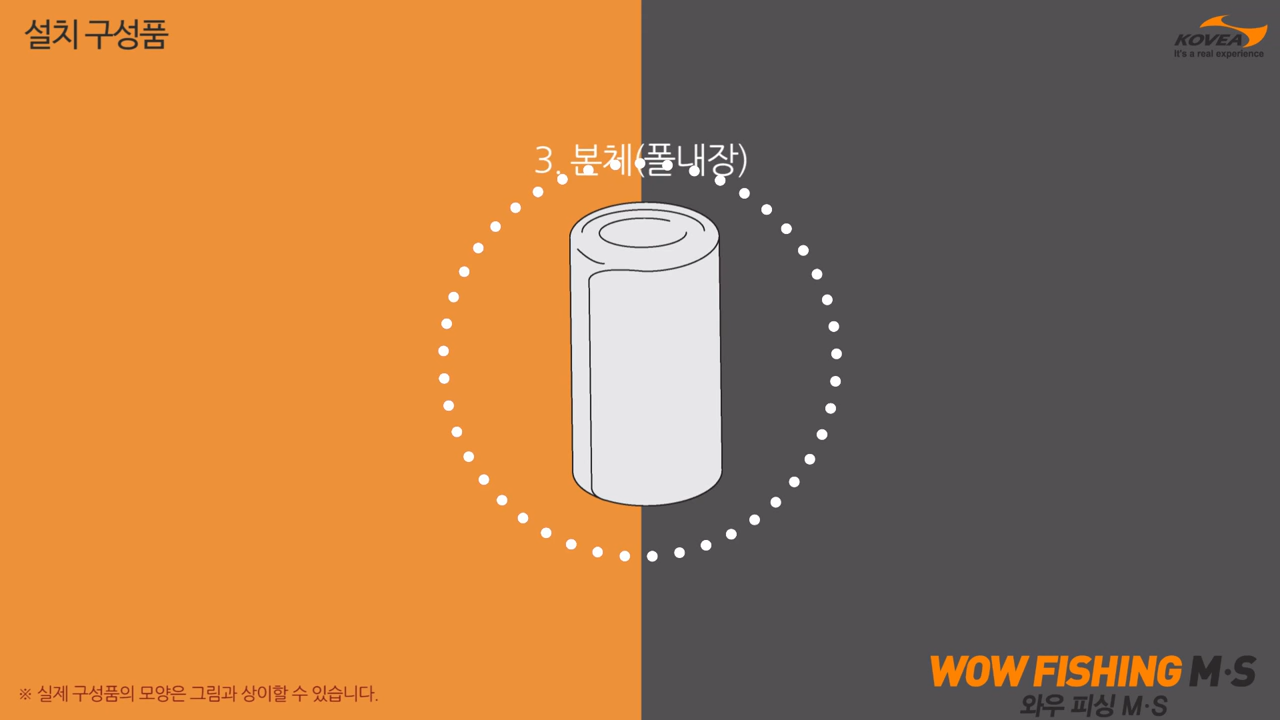 설치 구성품
KOVEA
It's a real experience
3. 본체(폴내장)
※ 실제 구성품의 모양은 그림과 상이할 수 있습니다.
WOW FISHING M·S
와우 피싱 M·S